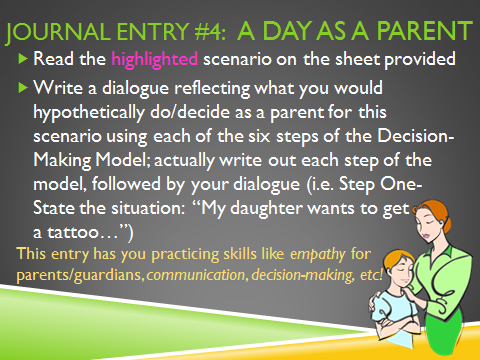 JOURNAL ENTRY #4: A DAY AS A PARENT
Read the highlighted scenario on the sheet provided
Write a dialogue reflecting what you would
hypothetically do/decide as a parent for this
scenario using each of the six steps of the Decision-
Making Model; actually write out each step of the
model, followed by your dialogue (i.e. Step One-
State the situation: “My daughter wants to get
a tattoo…”)
This entry has you practicing skills like empathy for
parents/guardians, communication, decision-making, etc!